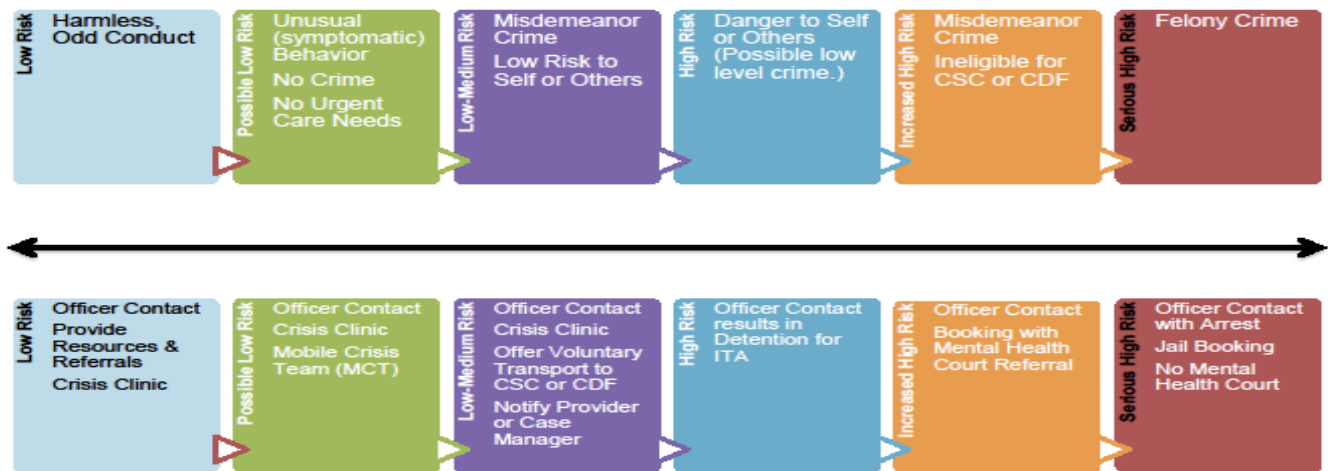 Low Risk
Harmless,
Odd Conduct
Possible Low Risk
Unusual
(symptomatic)
Behavior
No Crime
No Urgent
Care Needs
Low-Medium Risk
Misdemeanor
Crime
Low Risk to
Self or Others
High Risk
Danger to Self
or Others
(Possible low
level crime.)
Increased High Risk
Misdemeanor
Crime
Ineligible for
CSC or CDF
Serious High Risk
Felony Crime
Low Risk
Officer Contact
Provide
Resources &
Referrals
Crisis Clinic
Possible Low Risk
Officer Contact
Crisis Clinic
Mobile Crisis
Team (MCT)
Low-Medium Risk
Officer Contact
Crisis Clinic
Offer Voluntary
Transport to
CSC or CDF
Notify Provider
or Case
Manager
High Risk
Officer Contact
results in
Detention for
ITA
Increased High Risk
Officer Contact
Booking with
Mental Health
Court Referral
Serious High Risk
Officer Contact
with Arrest
Jail Booking
No Mental
Health Court